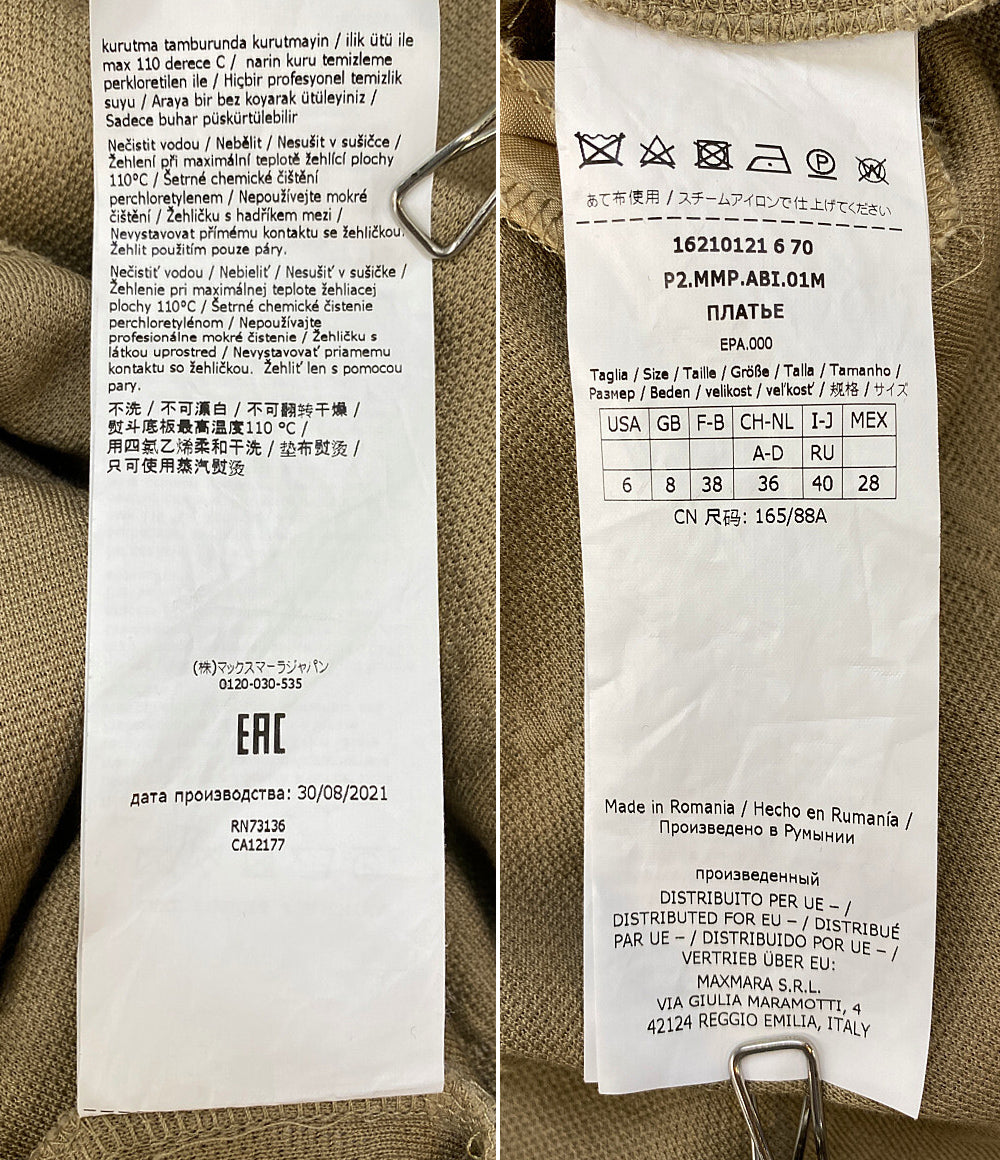 kurutma tamburunda kurutmayin / ilik ütü ile
max 110 derece C / narin kuru temizleme
perkloretilen ile / Hiçbir profesyonel temizlik
suyu / Araya bir bez koyarak ütüleyiniz /
Sadece buhar püskürtülebilir
Nečistit vodou / Nebělit / Nesušit v sušičce /
Žehlení při maximální teplotě žehlící plochy
110°C / Šetrné chemické čištění
perchloretylenem / Nepoužívejte mokré
čištění / Žehličku s hadříkem mezi /
Nevystavovat přímému kontaktu se žehličkou.
Žehlit použitím pouze páry.
Nečistiť vodou / Nebieliť / Nesušiť v sušičke /
Žehlenie pri maximálnej teplote žehliacej
plochy 110°C / Šetrné chemické čistenie
perchloretylénom / Nepoužívajte
profesionálne mokré čistenie / Žehličku s
látkou uprostred / Nevystavovať priamemu
kontaktu so žehličkou. Žehliť len s pomocou
pary.
不洗 / 不可漂白 / 不可翻转干燥 /
熨斗底板最高温度110 °C /
用四氯乙烯柔和干洗 / 垫布熨烫 /
只可使用蒸汽熨烫
(株)マックスマーラジャパン
0120-030-535
EAC
дата производства: 30/08/2021
RN73136
CA12177
P W
あて布使用 / スチームアイロンで仕上げてください
16210121 6 70
P2.MMP.ABI.01M
ПЛАТЬЕ
EPA.000
Taglia / Size / Taille / Größe / Talla / Tamanho /
Размер / Beden / velikost / veľkosť / 规格 / サイズ
USA GB F-B CH-NL I-J MEX
A-D RU
6 8 38 36 40 28
CN 尺码: 165/88A
Made in Romania / Hecho en Rumanía /
Произведено в Румынии
произведенный
DISTRIBUITO PER UE – /
DISTRIBUTED FOR EU – / DISTRIBUÉ
PAR UE – / DISTRIBUIDO POR UE – /
VERTRIEB ÜBER EU:
MAXMARA S.R.L.
VIA GIULIA MARAMOTTI, 4
42124 REGGIO EMILIA, ITALY